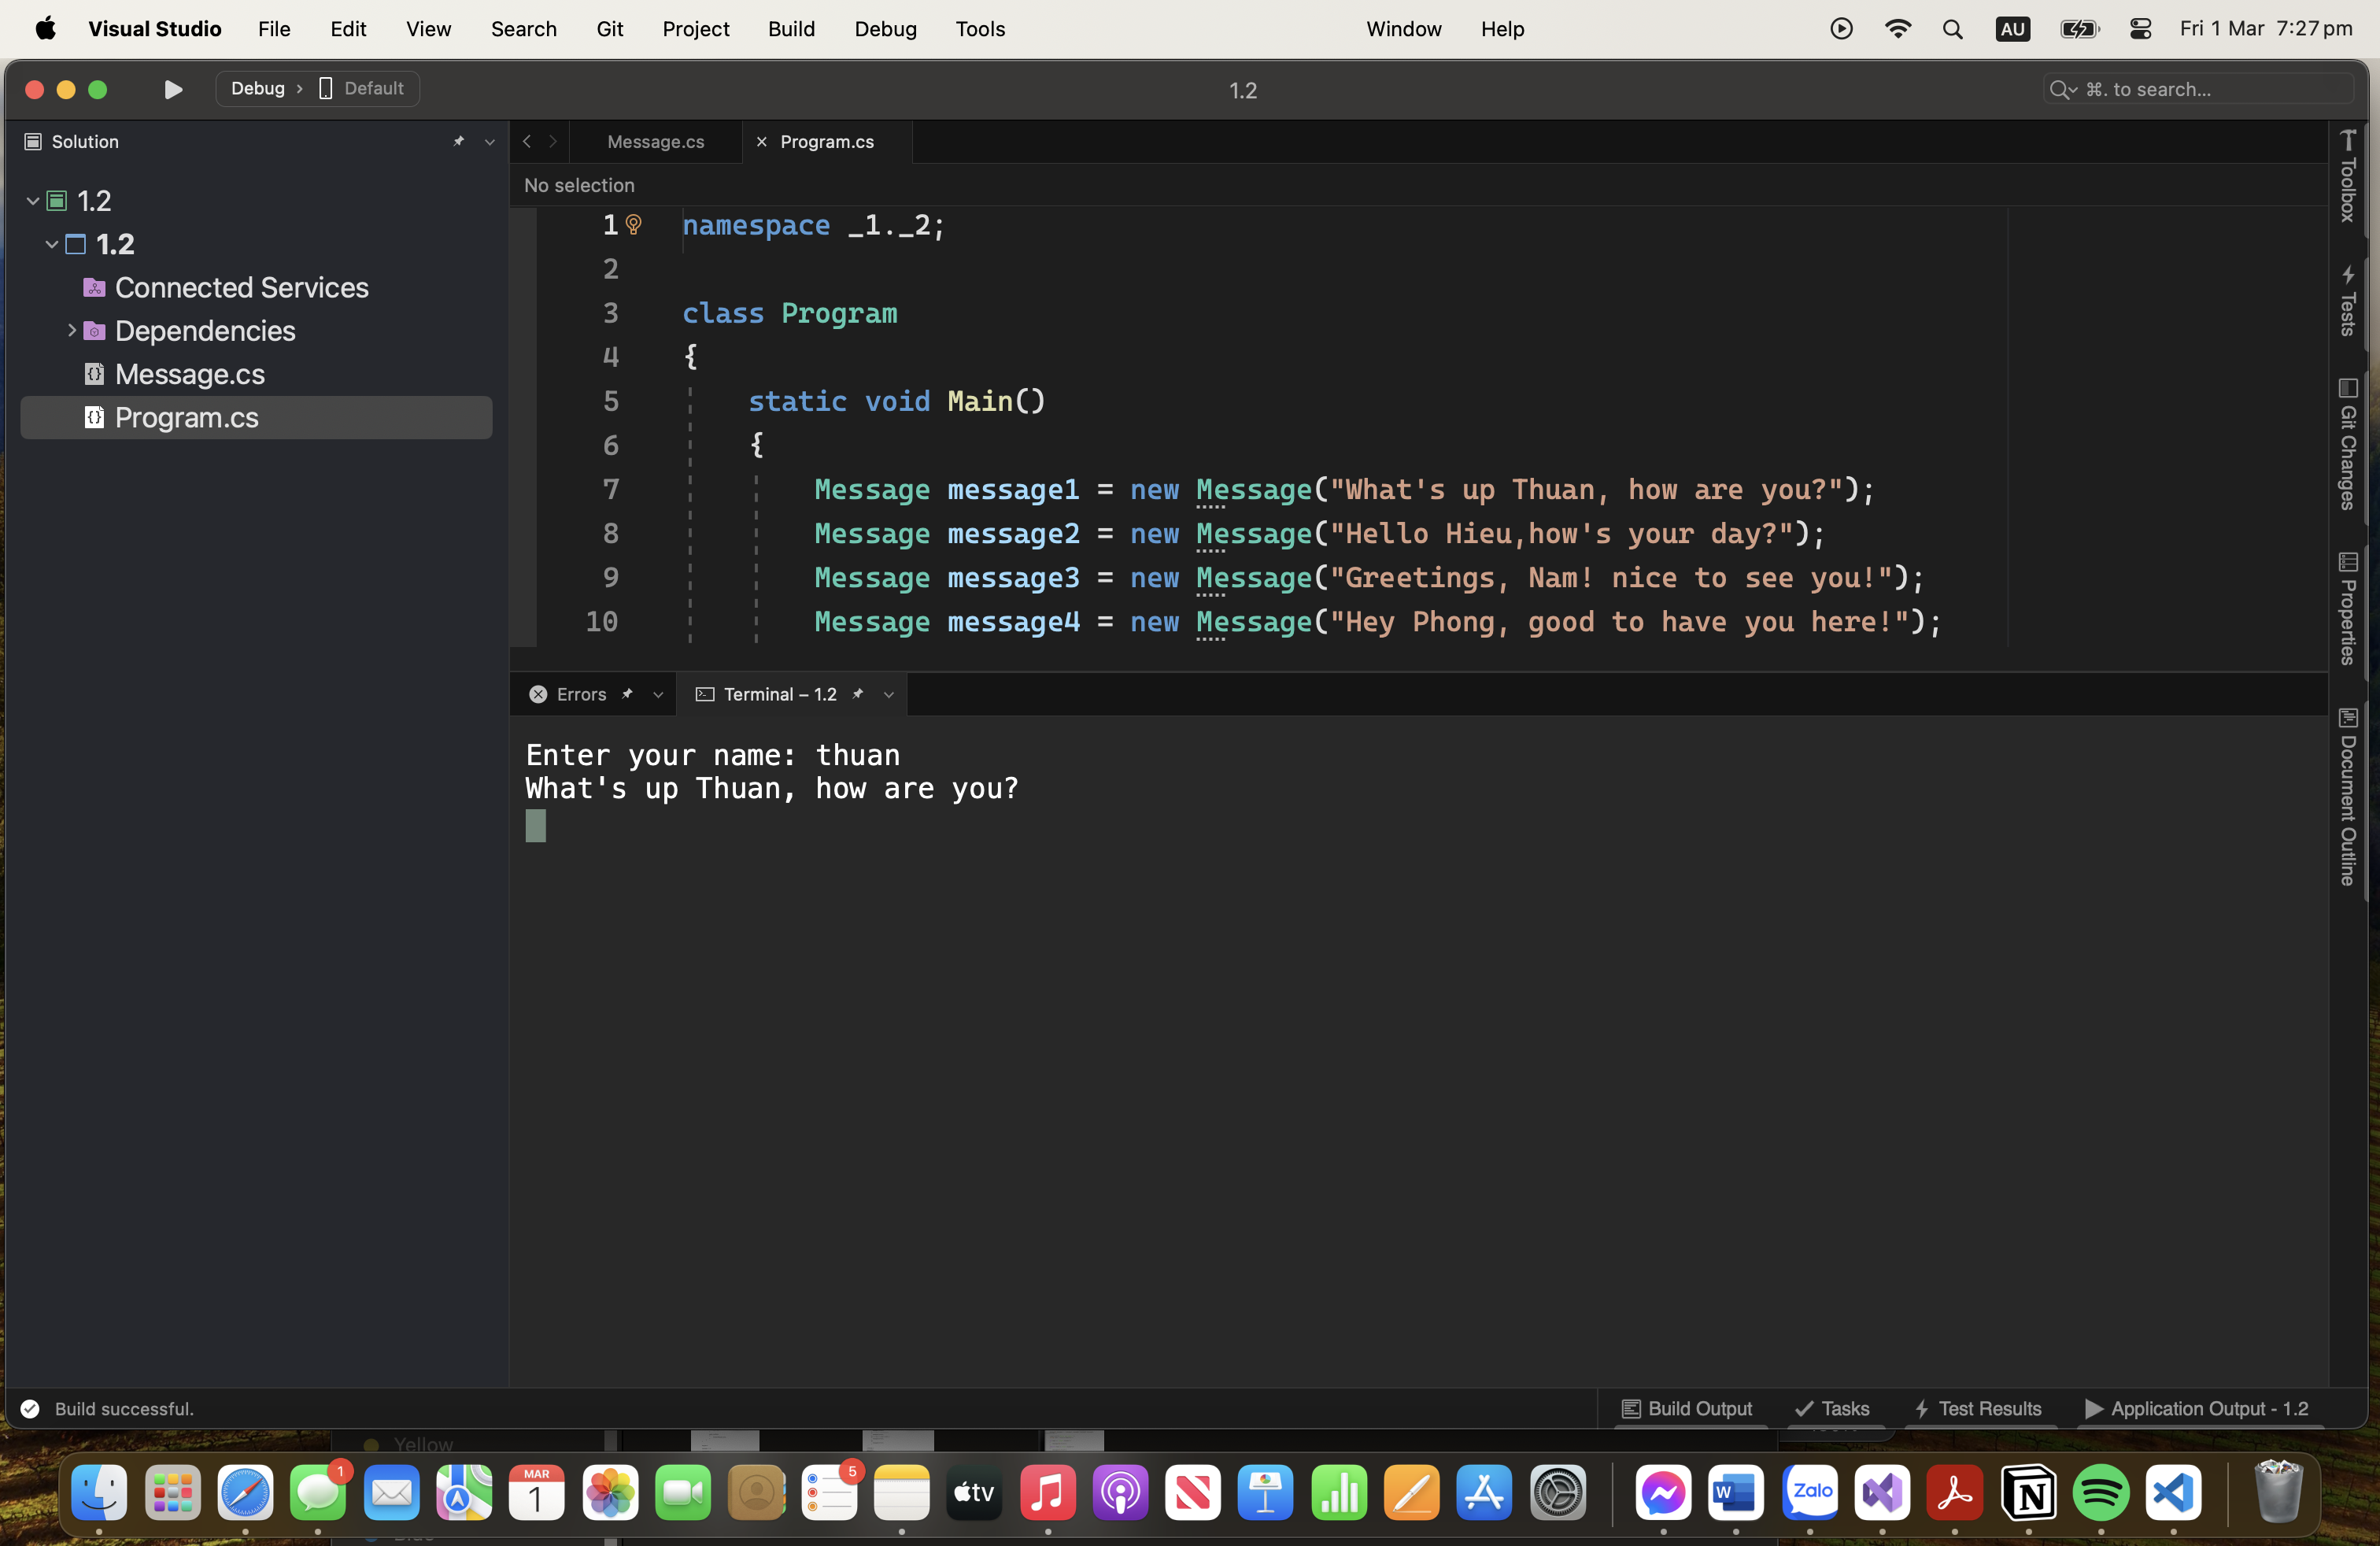 Visual Studio File Edit View Search Git Project Build Debug Tools Window Help AU Fri 1 Mar 7:27 pm
Debug › Default 1.2 ⌘. to search...
Solution Message.cs Program.cs
No selection
1.2
1.2
Connected Services
Dependencies
Message.cs
Program.cs
1 namespace _1._2;
2
3 class Program
4 {
5 static void Main()
6 {
7 Message message1 = new Message("What's up Thuan, how are you?");
8 Message message2 = new Message("Hello Hieu,how's your day?");
9 Message message3 = new Message("Greetings, Nam! nice to see you!");
10 Message message4 = new Message("Hey Phong, good to have you here!");
Toolbox
Tests
Git Changes
Properties
Document Outline
Errors Terminal – 1.2
Enter your name: thuan
What's up Thuan, how are you?
Build successful. Build Output Tasks Test Results Application Output - 1.2
Yellow
1 MAR 1 5 tv W Zalo N